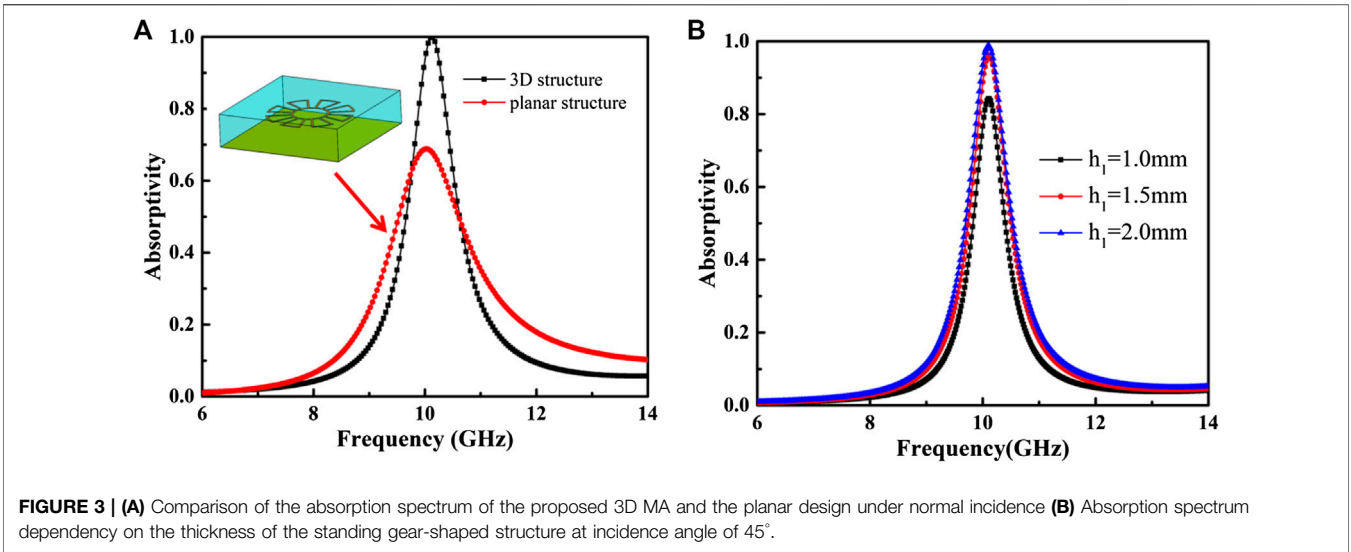 A
1.0
0.8
0.6
0.4
0.2
0.0
Absorptivity
3D structure
planar structure
6
8
10
12
14
Frequency (GHz)
B
1.0
0.8
0.6
0.4
0.2
0.0
Absorptivity
h1=1.0mm
h1=1.5mm
h1=2.0mm
6
8
10
12
14
Frequency(GHz)
FIGURE 3 | (A) Comparison of the absorption spectrum of the proposed 3D MA and the planar design under normal incidence (B) Absorption spectrum
dependency on the thickness of the standing gear-shaped structure at incidence angle of 45°.